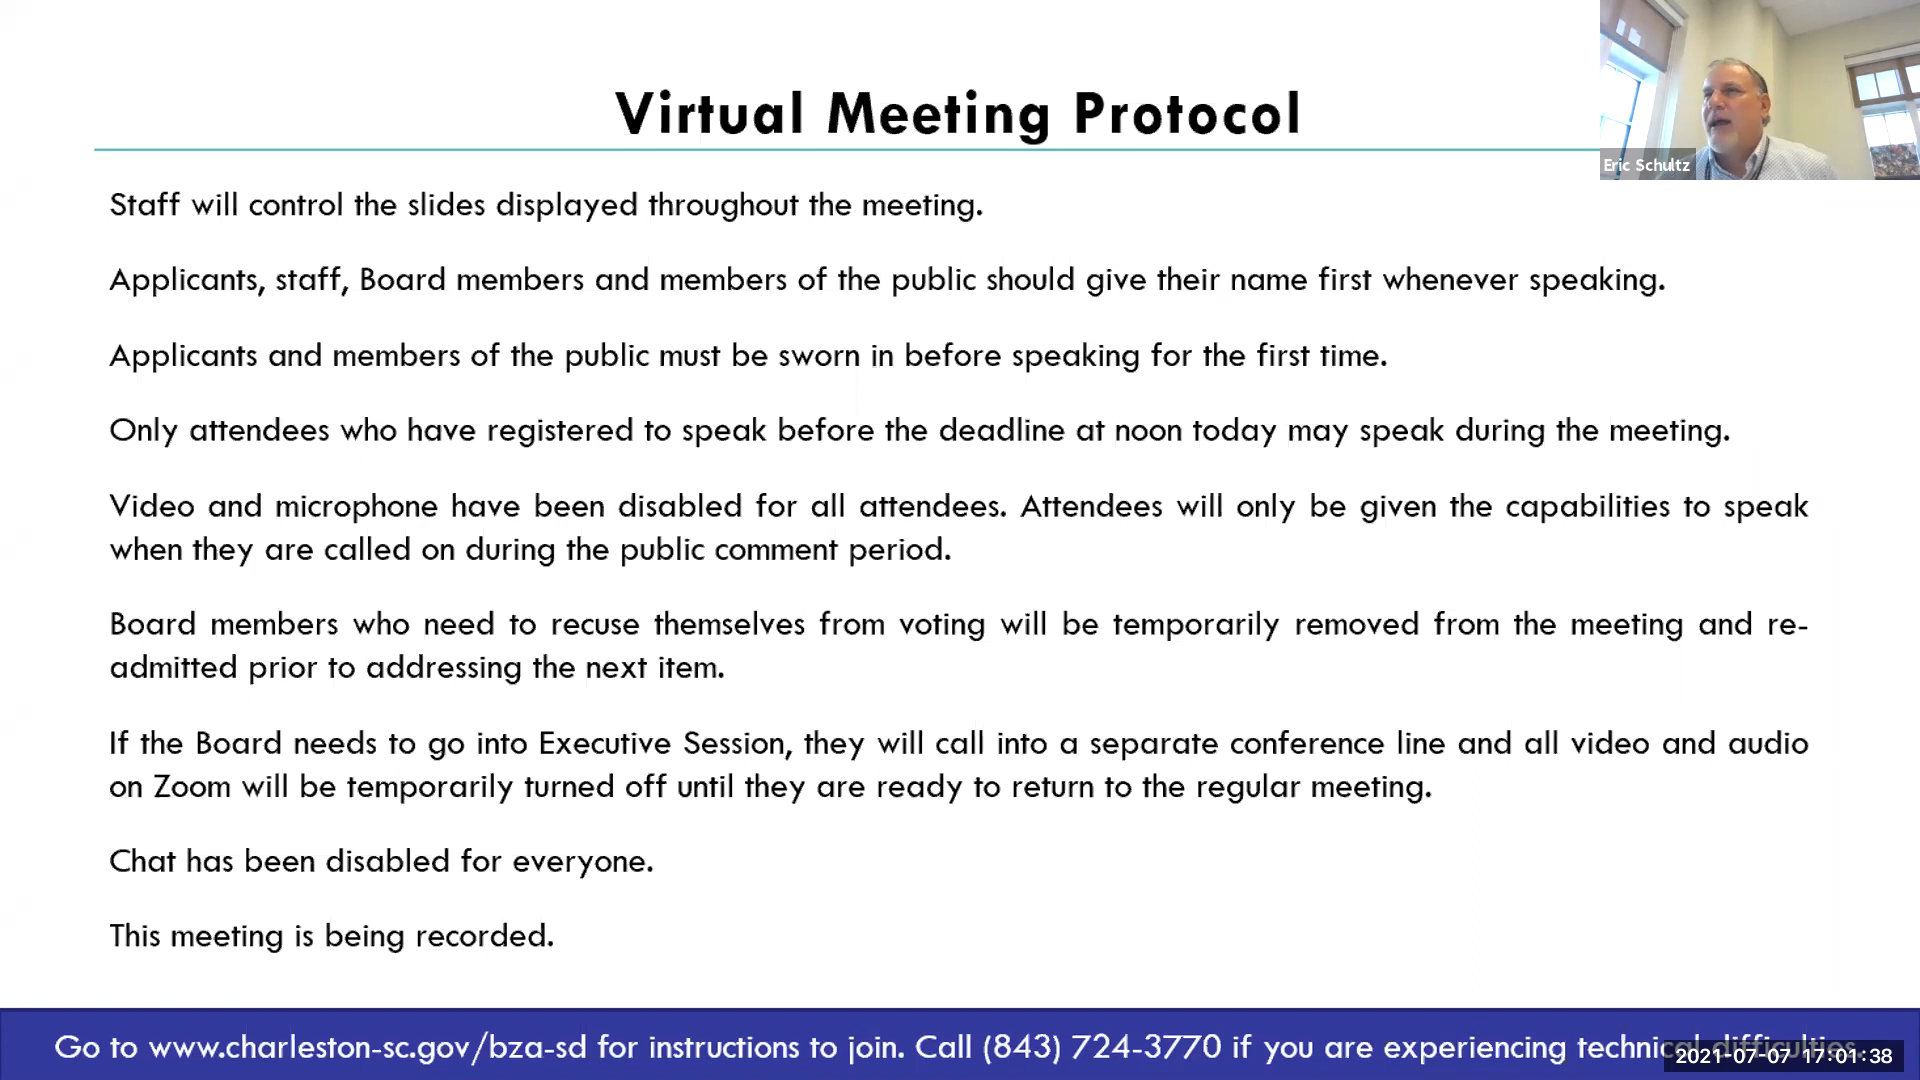 Virtual Meeting Protocol
Eric Schultz
Staff will control the slides displayed throughout the meeting.
Applicants, staff, Board members and members of the public should give their name first whenever speaking.
Applicants and members of the public must be sworn in before speaking for the first time.
Only attendees who have registered to speak before the deadline at noon today may speak during the meeting.
Video and microphone have been disabled for all attendees. Attendees will only be given the capabilities to speak
when they are called on during the public comment period.
Board members who need to recuse themselves from voting will be temporarily removed from the meeting and re-
admitted prior to addressing the next item.
If the Board needs to go into Executive Session, they will call into a separate conference line and all video and audio
on Zoom will be temporarily turned off until they are ready to return to the regular meeting.
Chat has been disabled for everyone.
This meeting is being recorded.
Go to www.charleston-sc.gov/bza-sd for instructions to join. Call (843) 724-3770 if you are experiencing technical difficulties.
2021-07-07 17:01:38